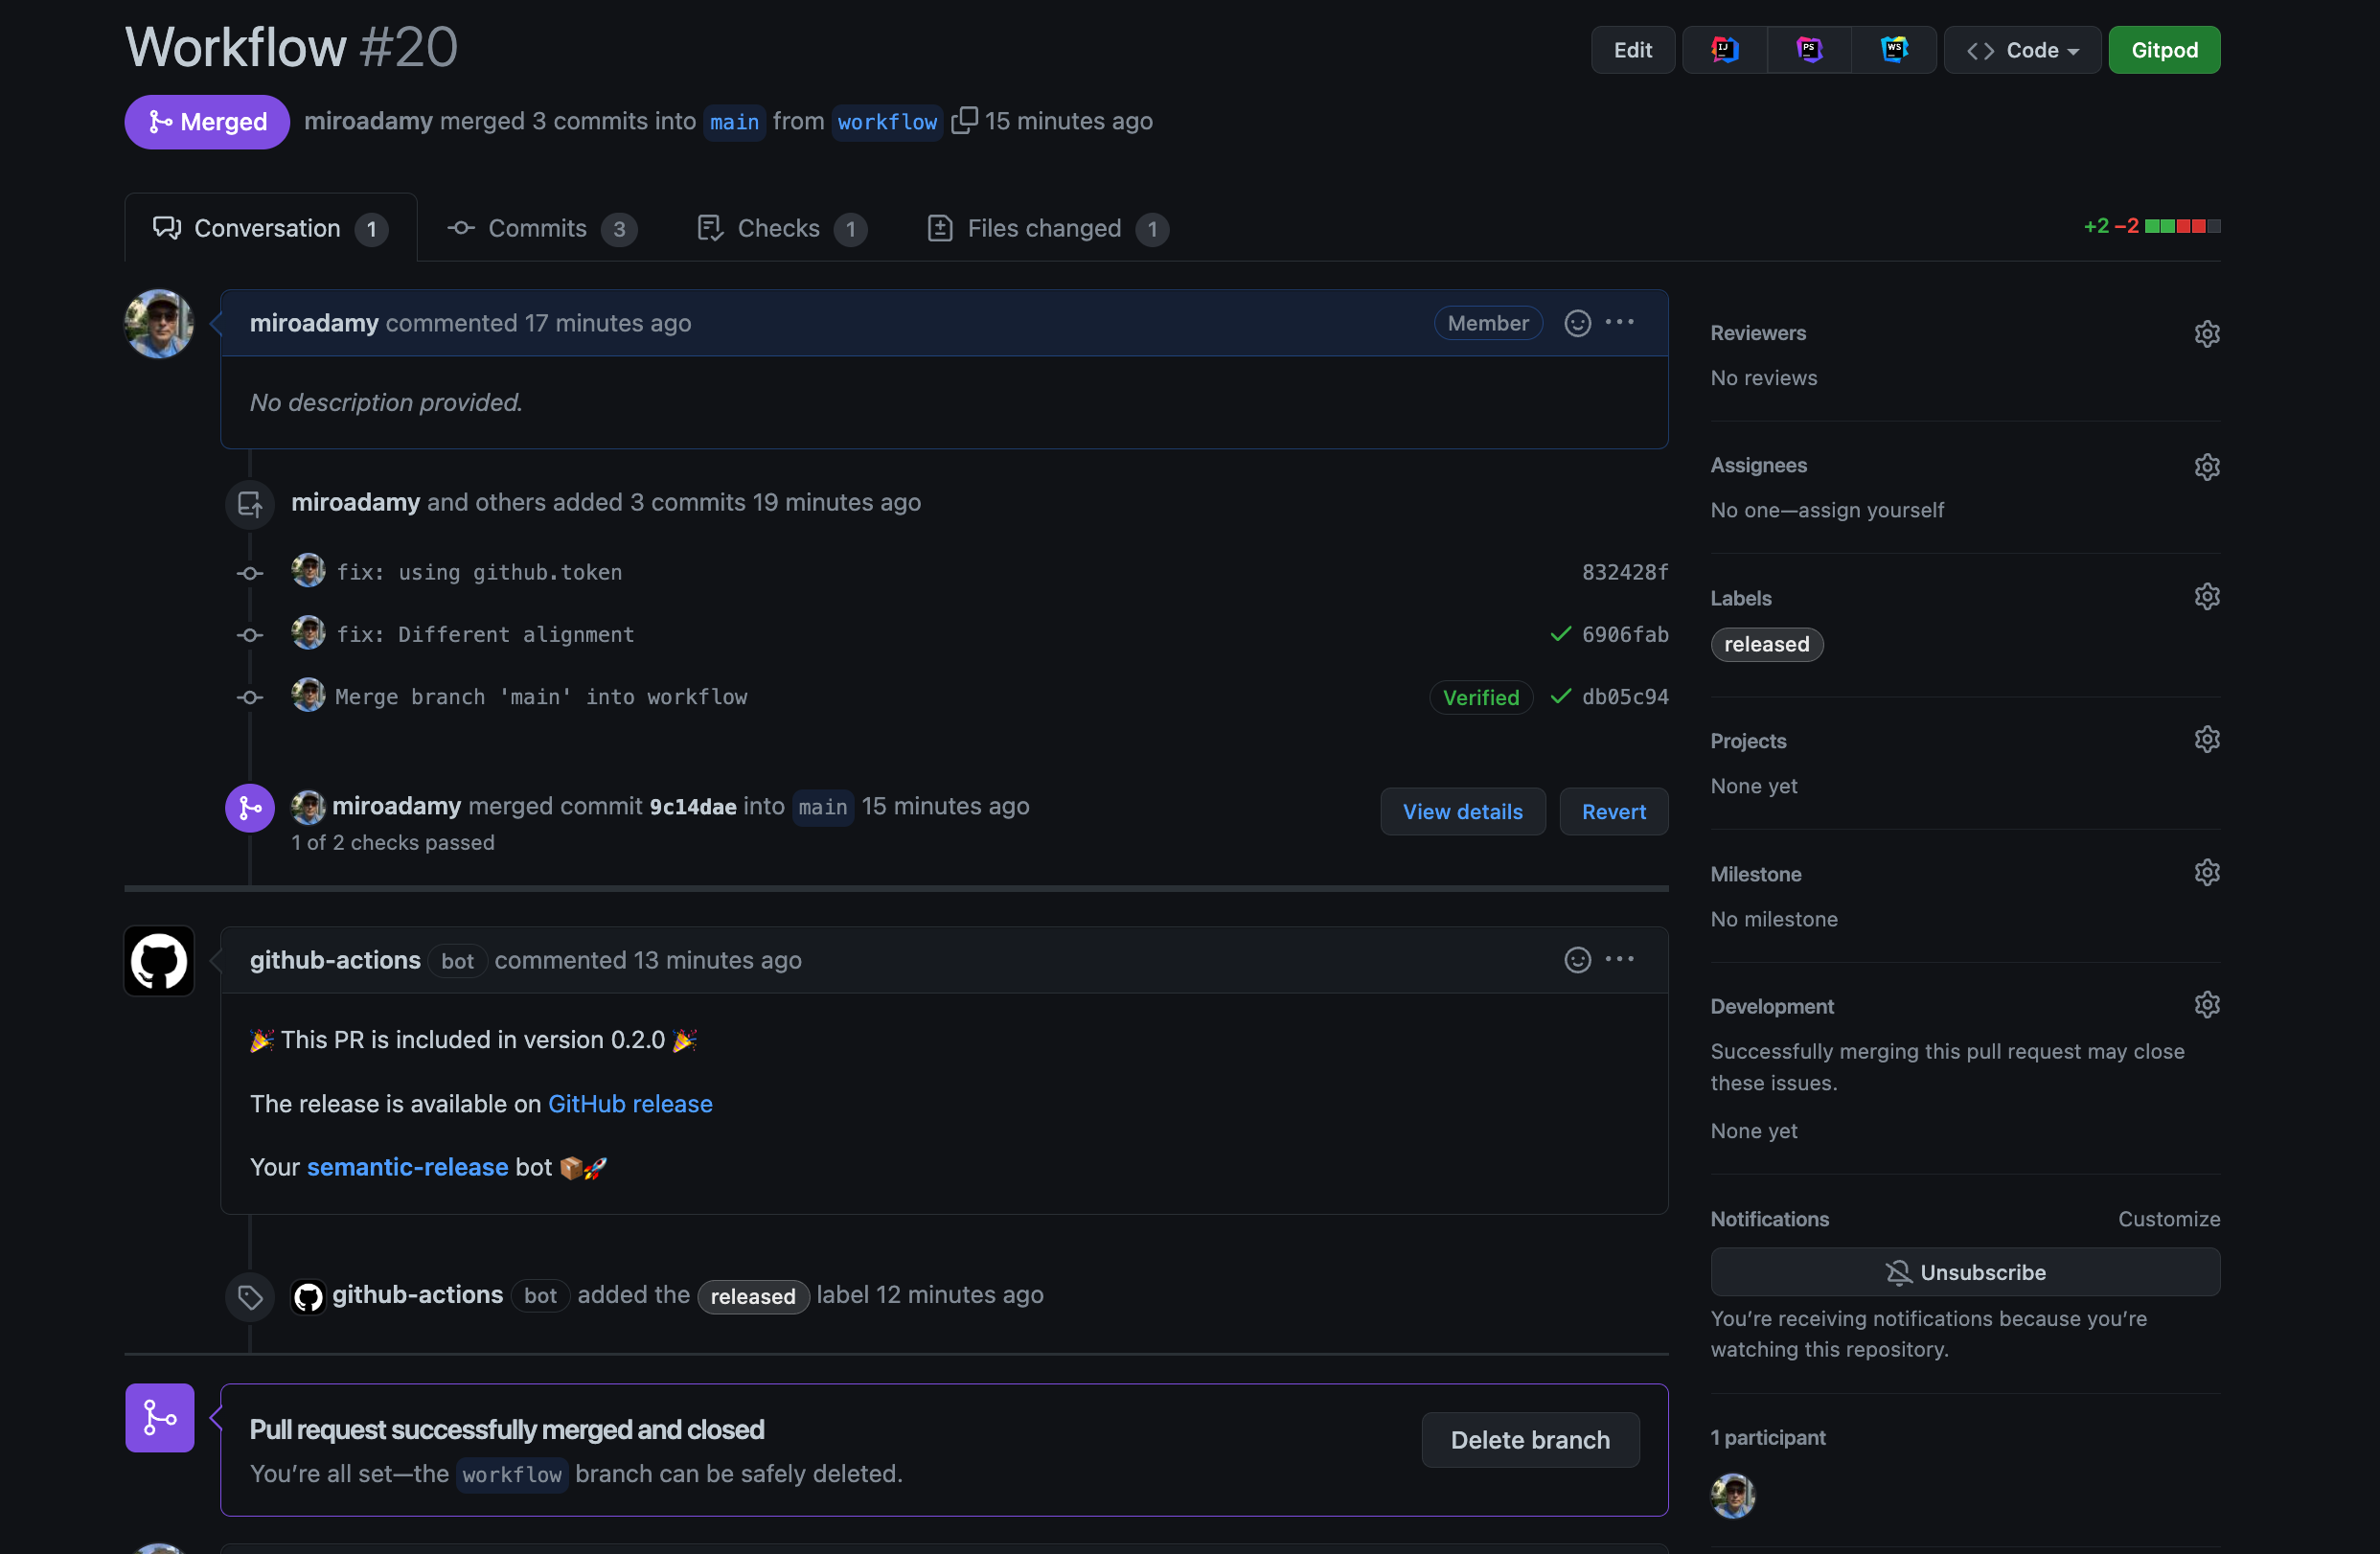 Workflow #20
Edit
IJ
PS
WS
Code
Gitpod
Merged
miroadamy merged 3 commits into main from workflow 15 minutes ago
Conversation 1
Commits 3
Checks 1
Files changed 1
+2 −2
miroadamy commented 17 minutes ago
Member
No description provided.
miroadamy and others added 3 commits 19 minutes ago
fix: using github.token
832428f
fix: Different alignment
6906fab
Merge branch 'main' into workflow
Verified
db05c94
miroadamy merged commit 9c14dae into main 15 minutes ago
1 of 2 checks passed
View details
Revert
github-actions bot commented 13 minutes ago
🎉 This PR is included in version 0.2.0 🎉
The release is available on GitHub release
Your semantic-release bot 📦🚀
github-actions bot added the released label 12 minutes ago
Pull request successfully merged and closed
You’re all set—the workflow branch can be safely deleted.
Delete branch
Reviewers
No reviews
Assignees
No one—assign yourself
Labels
released
Projects
None yet
Milestone
No milestone
Development
Successfully merging this pull request may close
these issues.
None yet
Notifications
Customize
Unsubscribe
You’re receiving notifications because you’re
watching this repository.
1 participant